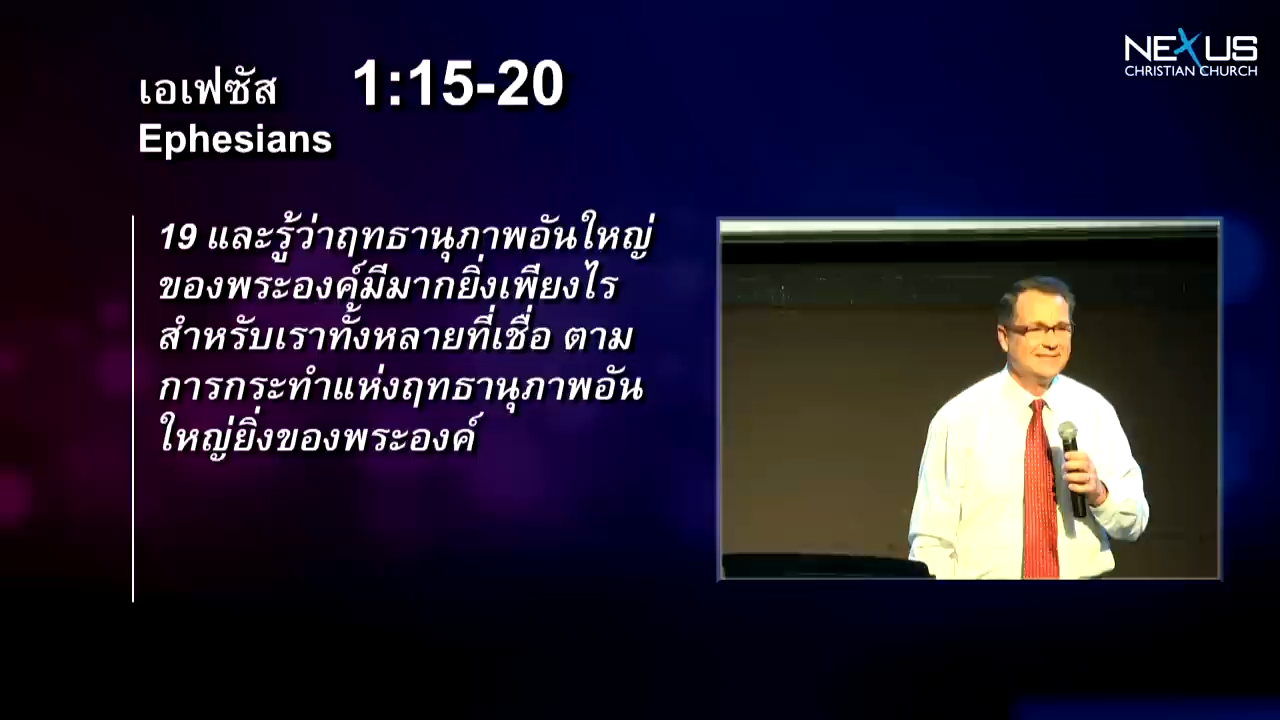 เอเฟซัส 1:15-20
Ephesians
NEXUS
CHRISTIAN CHURCH
19 และรู้ว่าฤทธานุภาพอันใหญ่
ของพระองค์มีมากยิ่งเพียงไร
สำหรับเราทั้งหลายที่เชื่อ ตาม
การกระทำแห่งฤทธานุภาพอัน
ใหญ่ยิ่งของพระองค์